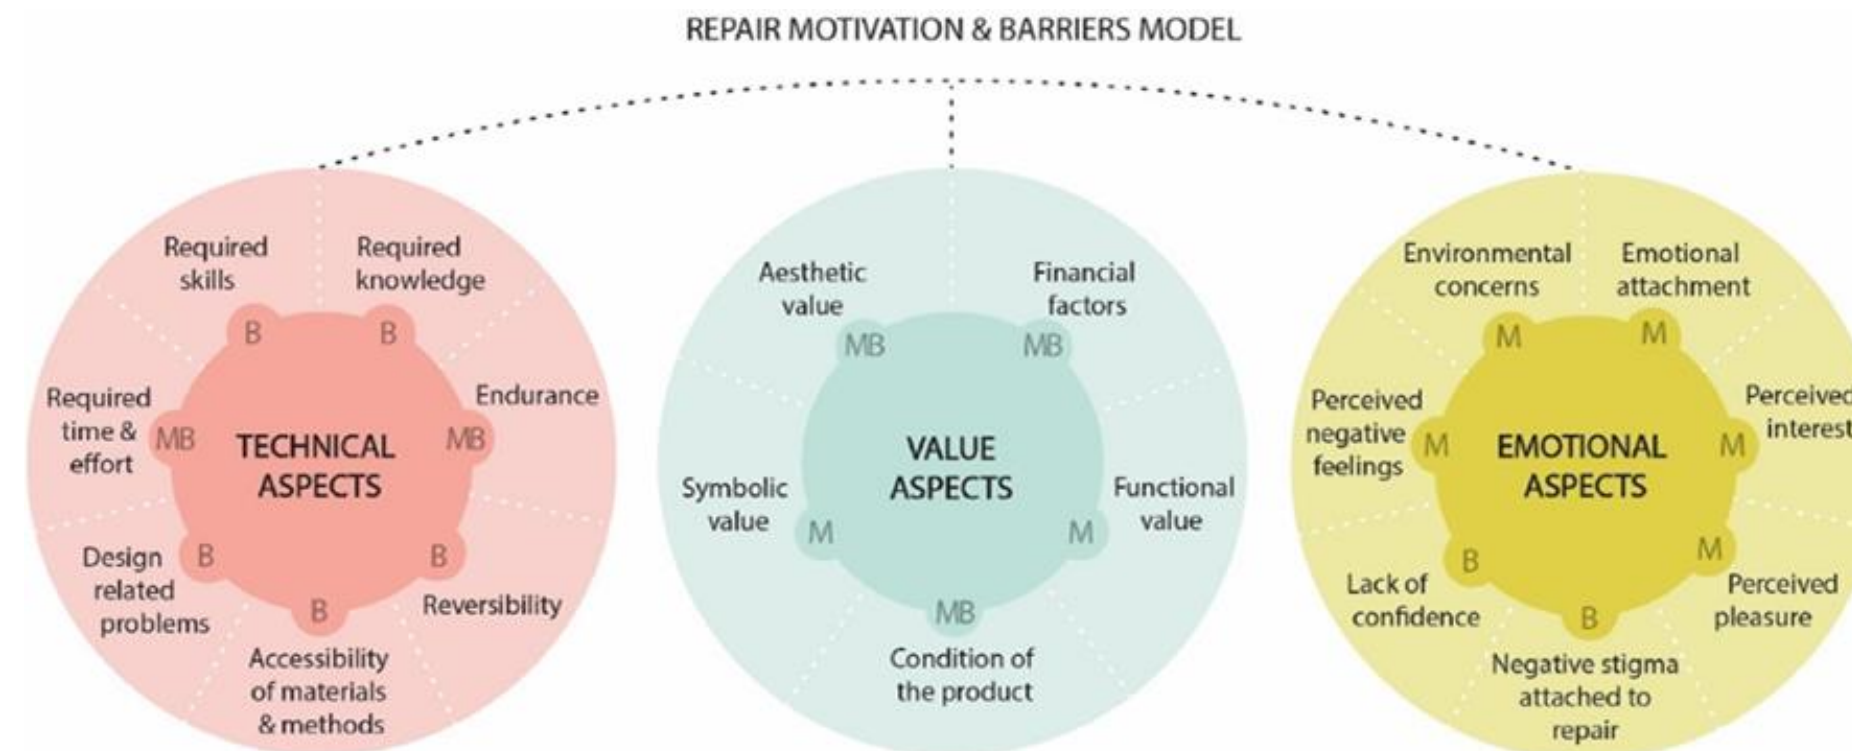 REPAIR MOTIVATION & BARRIERS MODEL
Required
skills
B
Required
knowledge
B
Endurance
MB
Reversibility
B
Accessibility
of materials
& methods
B
Design
related
problems
B
Required
time &
effort
MB
TECHNICAL
ASPECTS
Aesthetic
value
MB
Financial
factors
MB
Functional
value
M
Condition of
the product
MB
Symbolic
value
M
VALUE
ASPECTS
Environmental
concerns
M
Emotional
attachment
M
Perceived
interest
M
Perceived
pleasure
M
Negative stigma
attached to
repair
B
Lack of
confidence
B
Perceived
negative
feelings
M
EMOTIONAL
ASPECTS